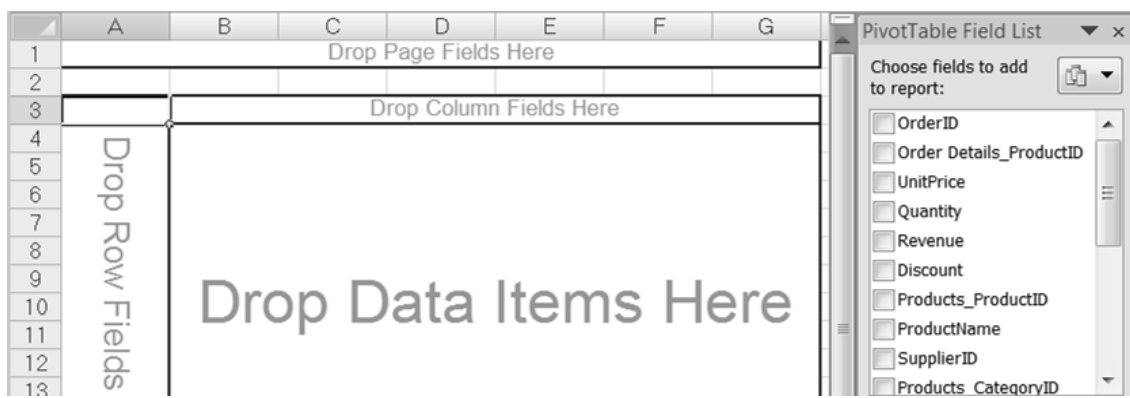 A B C D E F G
1 Drop Page Fields Here
2
3 Drop Column Fields Here
4
5
6
7
8
9
10
11
12
13
Drop Row Fields
Drop Data Items Here
PivotTable Field List
Choose fields to add
to report:
OrderID
Order Details_ProductID
UnitPrice
Quantity
Revenue
Discount
Products_ProductID
ProductName
SupplierID
Products_CategoryID